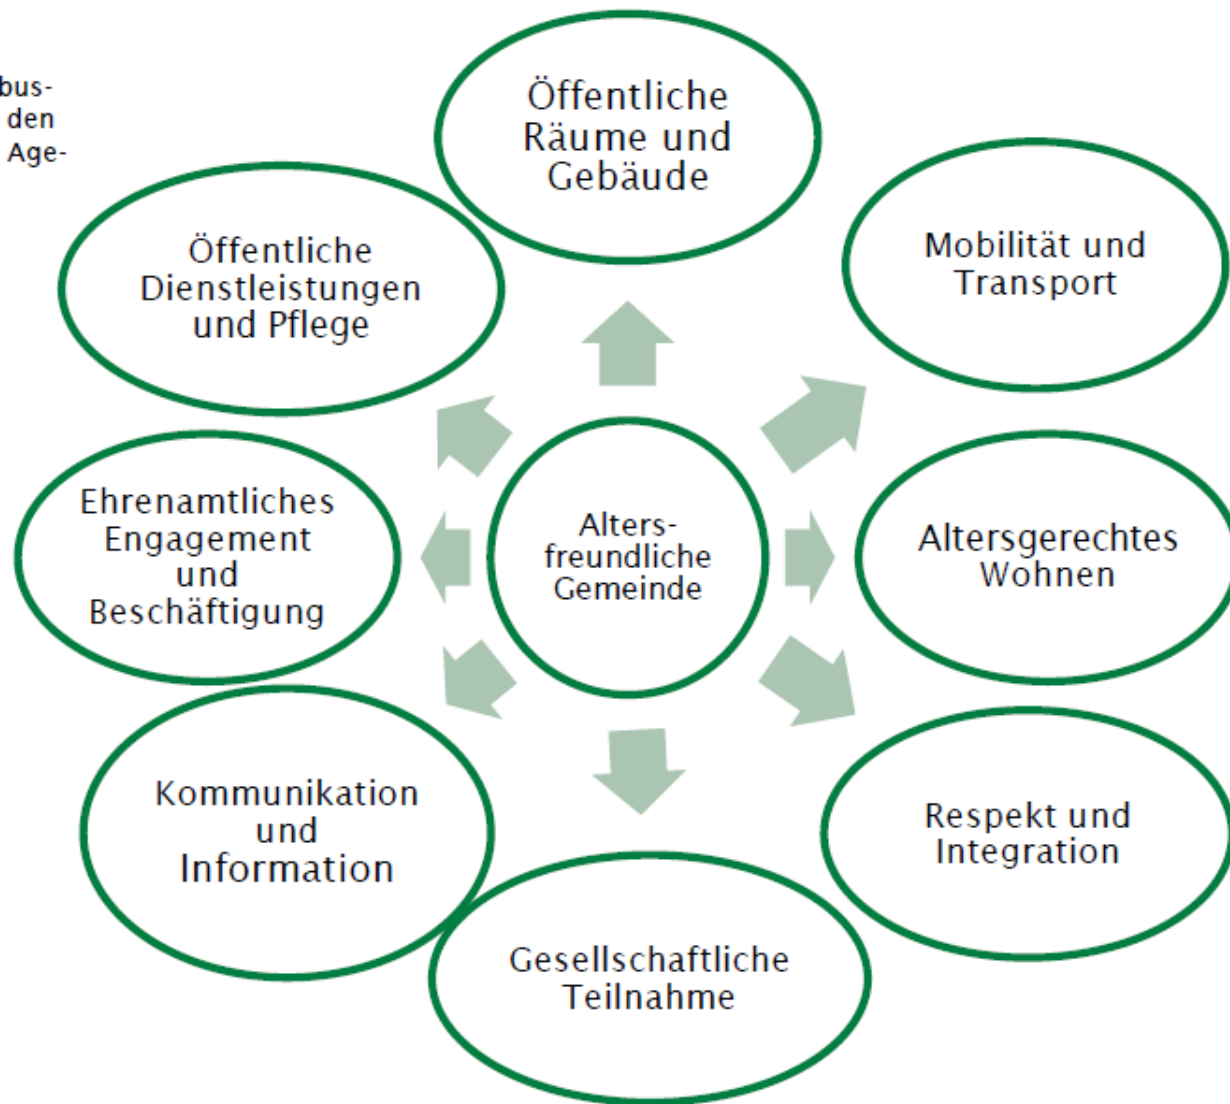 bus-
den
Age-
Öffentliche
Räume und
Gebäude
Mobilität und
Transport
Öffentliche
Dienstleistungen
und Pflege
Ehrenamtliches
Engagement
und
Beschäftigung
Alters-
freundliche
Gemeinde
Altersgerechtes
Wohnen
Kommunikation
und
Information
Respekt und
Integration
Gesellschaftliche
Teilnahme